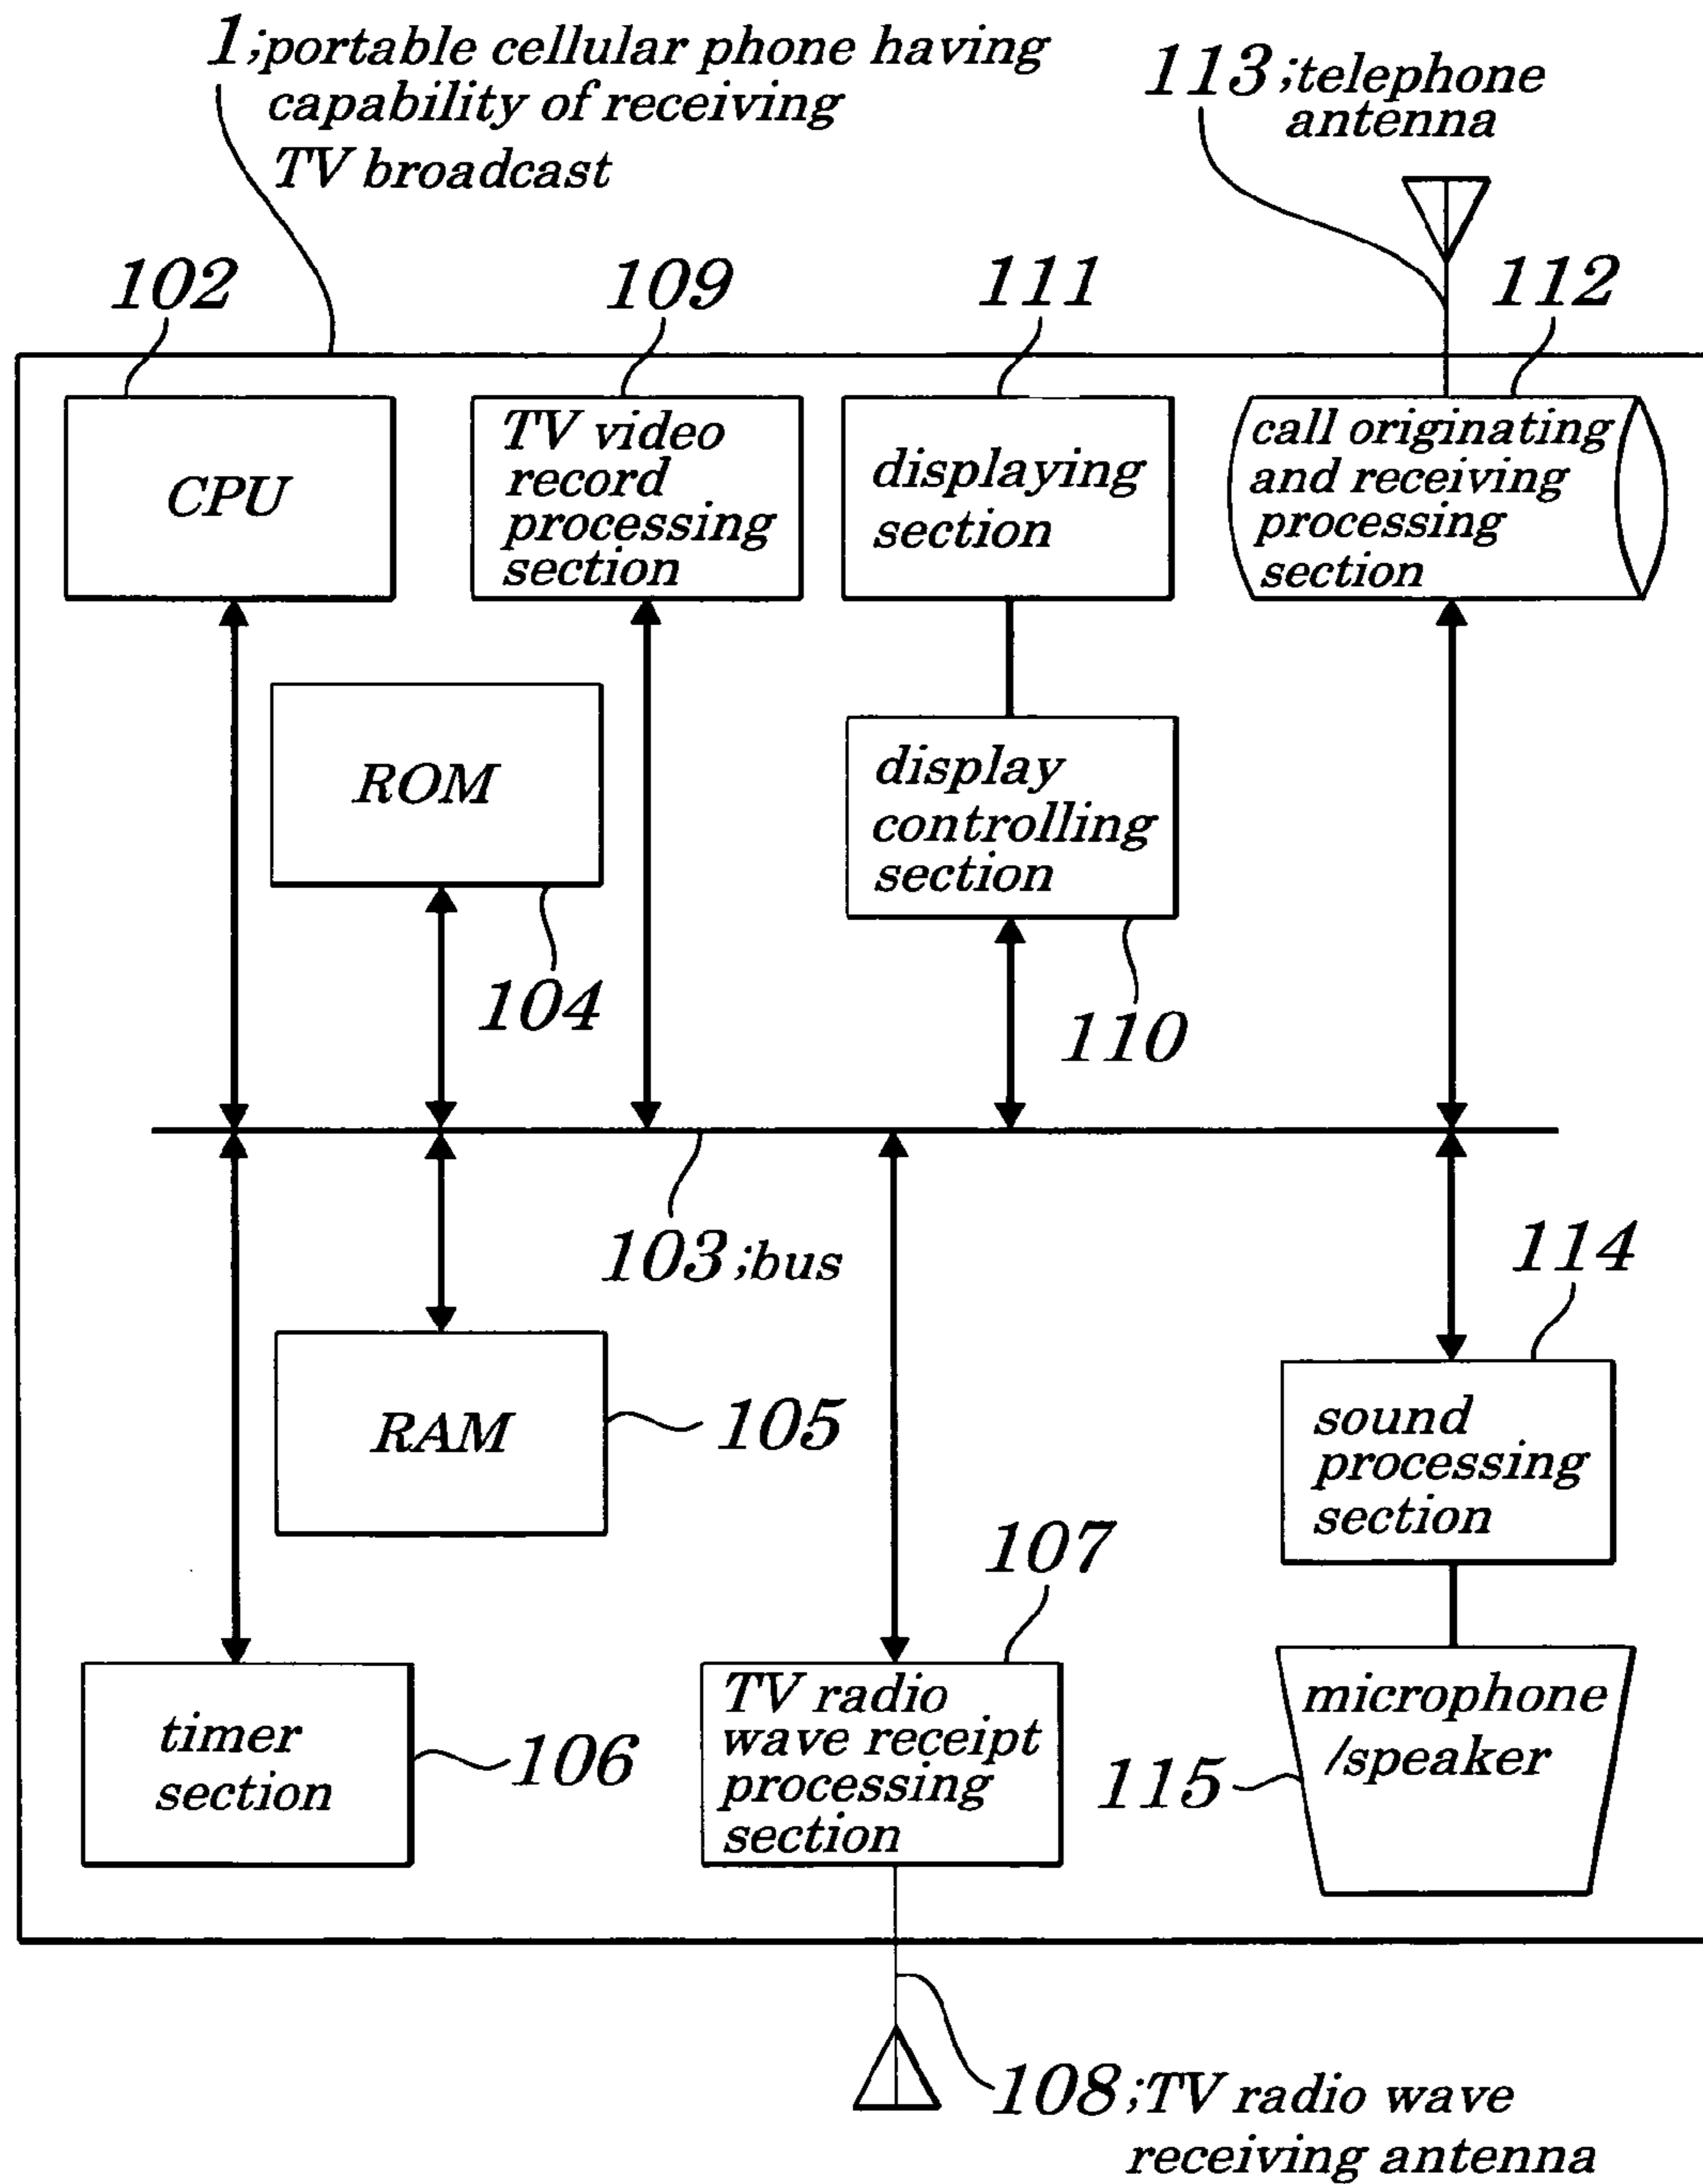 1;portable cellular phone having
capability of receiving
TV broadcast
113;telephone
antenna
102
109
111
112
CPU
TV video
record
processing
section
displaying
section
call originating
and receiving
processing
section
ROM
104
display
controlling
section
110
103;bus
RAM
105
114
sound
processing
section
timer
section
106
107
TV radio
wave receipt
processing
section
microphone
/speaker
115
108;TV radio wave
receiving antenna